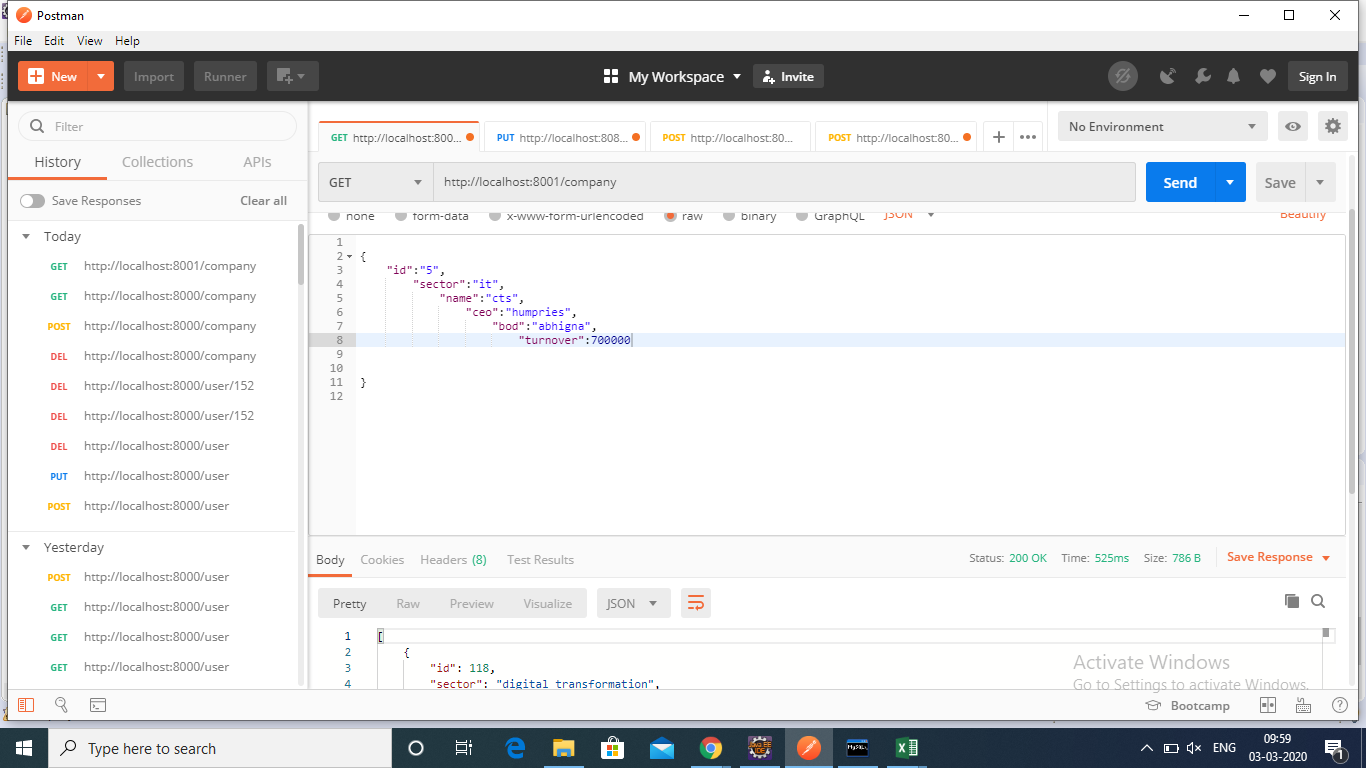 Postman
File Edit View Help
New Import Runner My Workspace Invite Sign In
Filter
History Collections APIs
Save Responses Clear all
Today
GET http://localhost:8001/company
GET http://localhost:8000/company
POST http://localhost:8000/company
DEL http://localhost:8000/company
DEL http://localhost:8000/user/152
DEL http://localhost:8000/user/152
DEL http://localhost:8000/user
PUT http://localhost:8000/user
POST http://localhost:8000/user
Yesterday
POST http://localhost:8000/user
GET http://localhost:8000/user
GET http://localhost:8000/user
GET http://localhost:8000/user
GET http://localhost:800... PUT http://localhost:808... POST http://localhost:80... POST http://localhost:80... No Environment
GET http://localhost:8001/company Send Save
none form-data x-www-form-urlencoded raw binary GraphQL JSON Beautify
1
2 {
3 "id":"5",
4 "sector":"it",
5 "name":"cts",
6 "ceo":"humpries",
7 "bod":"abhigna",
8 "turnover":700000
9
10
11 }
12
Body Cookies Headers (8) Test Results Status: 200 OK Time: 525ms Size: 786 B Save Response
Pretty Raw Preview Visualize JSON
1 [
2 {
3 "id": 118,
4 "sector": "digital transformation",
Activate Windows
Go to Settings to activate Windows.
Bootcamp
Type here to search
MySQL
ENG
09:59
03-03-2020
1